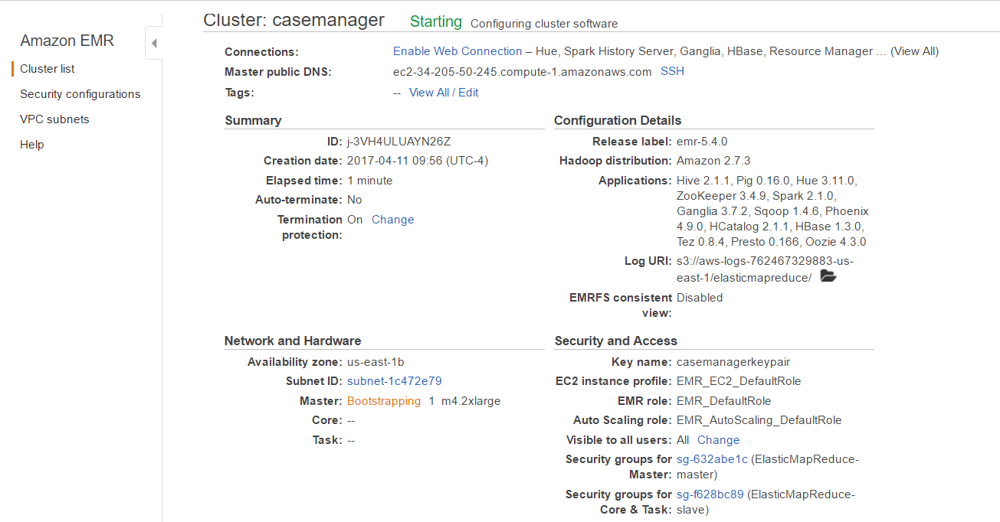 Cluster: casemanager Starting Configuring cluster software
Amazon EMR
Cluster list
Security configurations
VPC subnets
Help
Connections: Enable Web Connection – Hue, Spark History Server, Ganglia, HBase, Resource Manager ... (View All)
Master public DNS: ec2-34-205-50-245.compute-1.amazonaws.com SSH
Tags: -- View All / Edit
Summary
ID: j-3VH4ULUAYN26Z
Creation date: 2017-04-11 09:56 (UTC-4)
Elapsed time: 1 minute
Auto-terminate: No
Termination On Change
protection:
Configuration Details
Release label: emr-5.4.0
Hadoop distribution: Amazon 2.7.3
Applications: Hive 2.1.1, Pig 0.16.0, Hue 3.11.0,
ZooKeeper 3.4.9, Spark 2.1.0,
Ganglia 3.7.2, Sqoop 1.4.6, Phoenix
4.9.0, HCatalog 2.1.1, HBase 1.3.0,
Tez 0.8.4, Presto 0.166, Oozie 4.3.0
Log URI: s3://aws-logs-762467329883-us-
east-1/elasticmapreduce/
EMRFS consistent Disabled
view:
Network and Hardware
Availability zone: us-east-1b
Subnet ID: subnet-1c472e79
Master: Bootstrapping 1 m4.2xlarge
Core: --
Task: --
Security and Access
Key name: casemanagerkeypair
EC2 instance profile: EMR_EC2_DefaultRole
EMR role: EMR_DefaultRole
Auto Scaling role: EMR_AutoScaling_DefaultRole
Visible to all users: All Change
Security groups for sg-632abe1c (ElasticMapReduce-
Master: master)
Security groups for sg-f628bc89 (ElasticMapReduce-
Core & Task: slave)